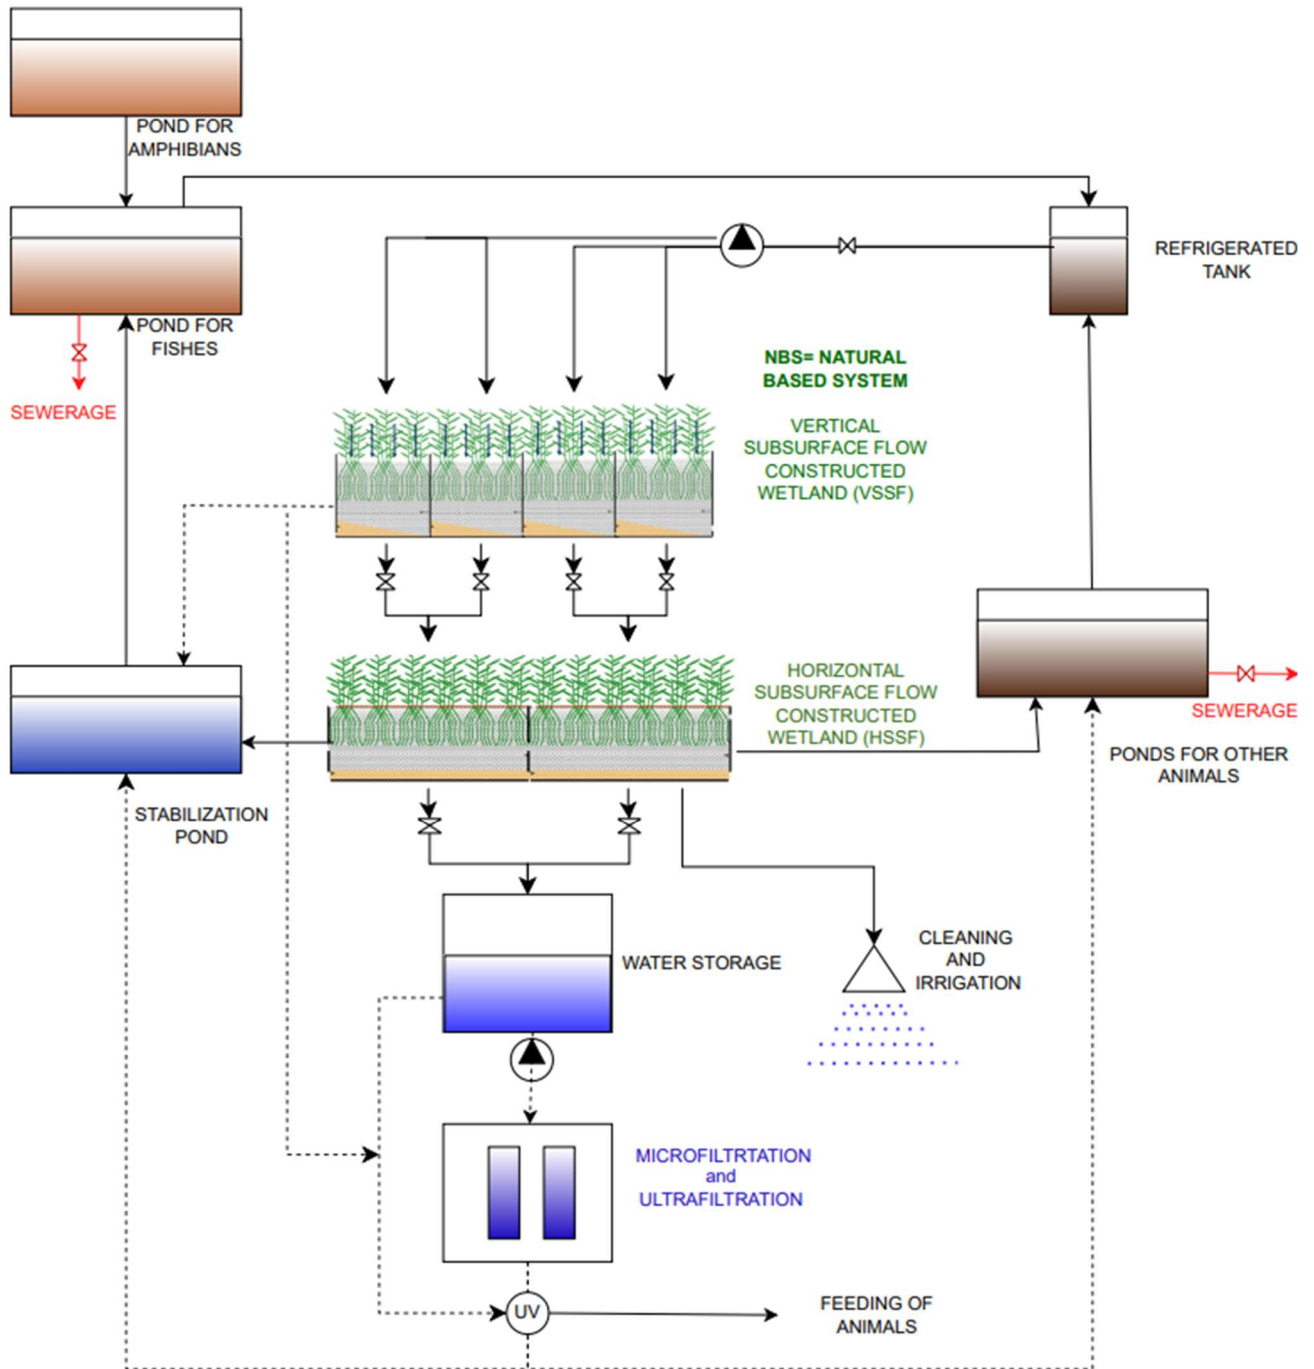 POND FOR
AMPHIBIANS
REFRIGERATED
TANK
POND FOR
FISHES
SEWERAGE
NBS= NATURAL
BASED SYSTEM
VERTICAL
SUBSURFACE FLOW
CONSTRUCTED
WETLAND (VSSF)
HORIZONTAL
SUBSURFACE FLOW
CONSTRUCTED
WETLAND (HSSF)
SEWERAGE
PONDS FOR OTHER
ANIMALS
STABILIZATION
POND
WATER STORAGE
CLEANING
AND
IRRIGATION
MICROFILTRTATION
and
ULTRAFILTRATION
UV
FEEDING OF
ANIMALS